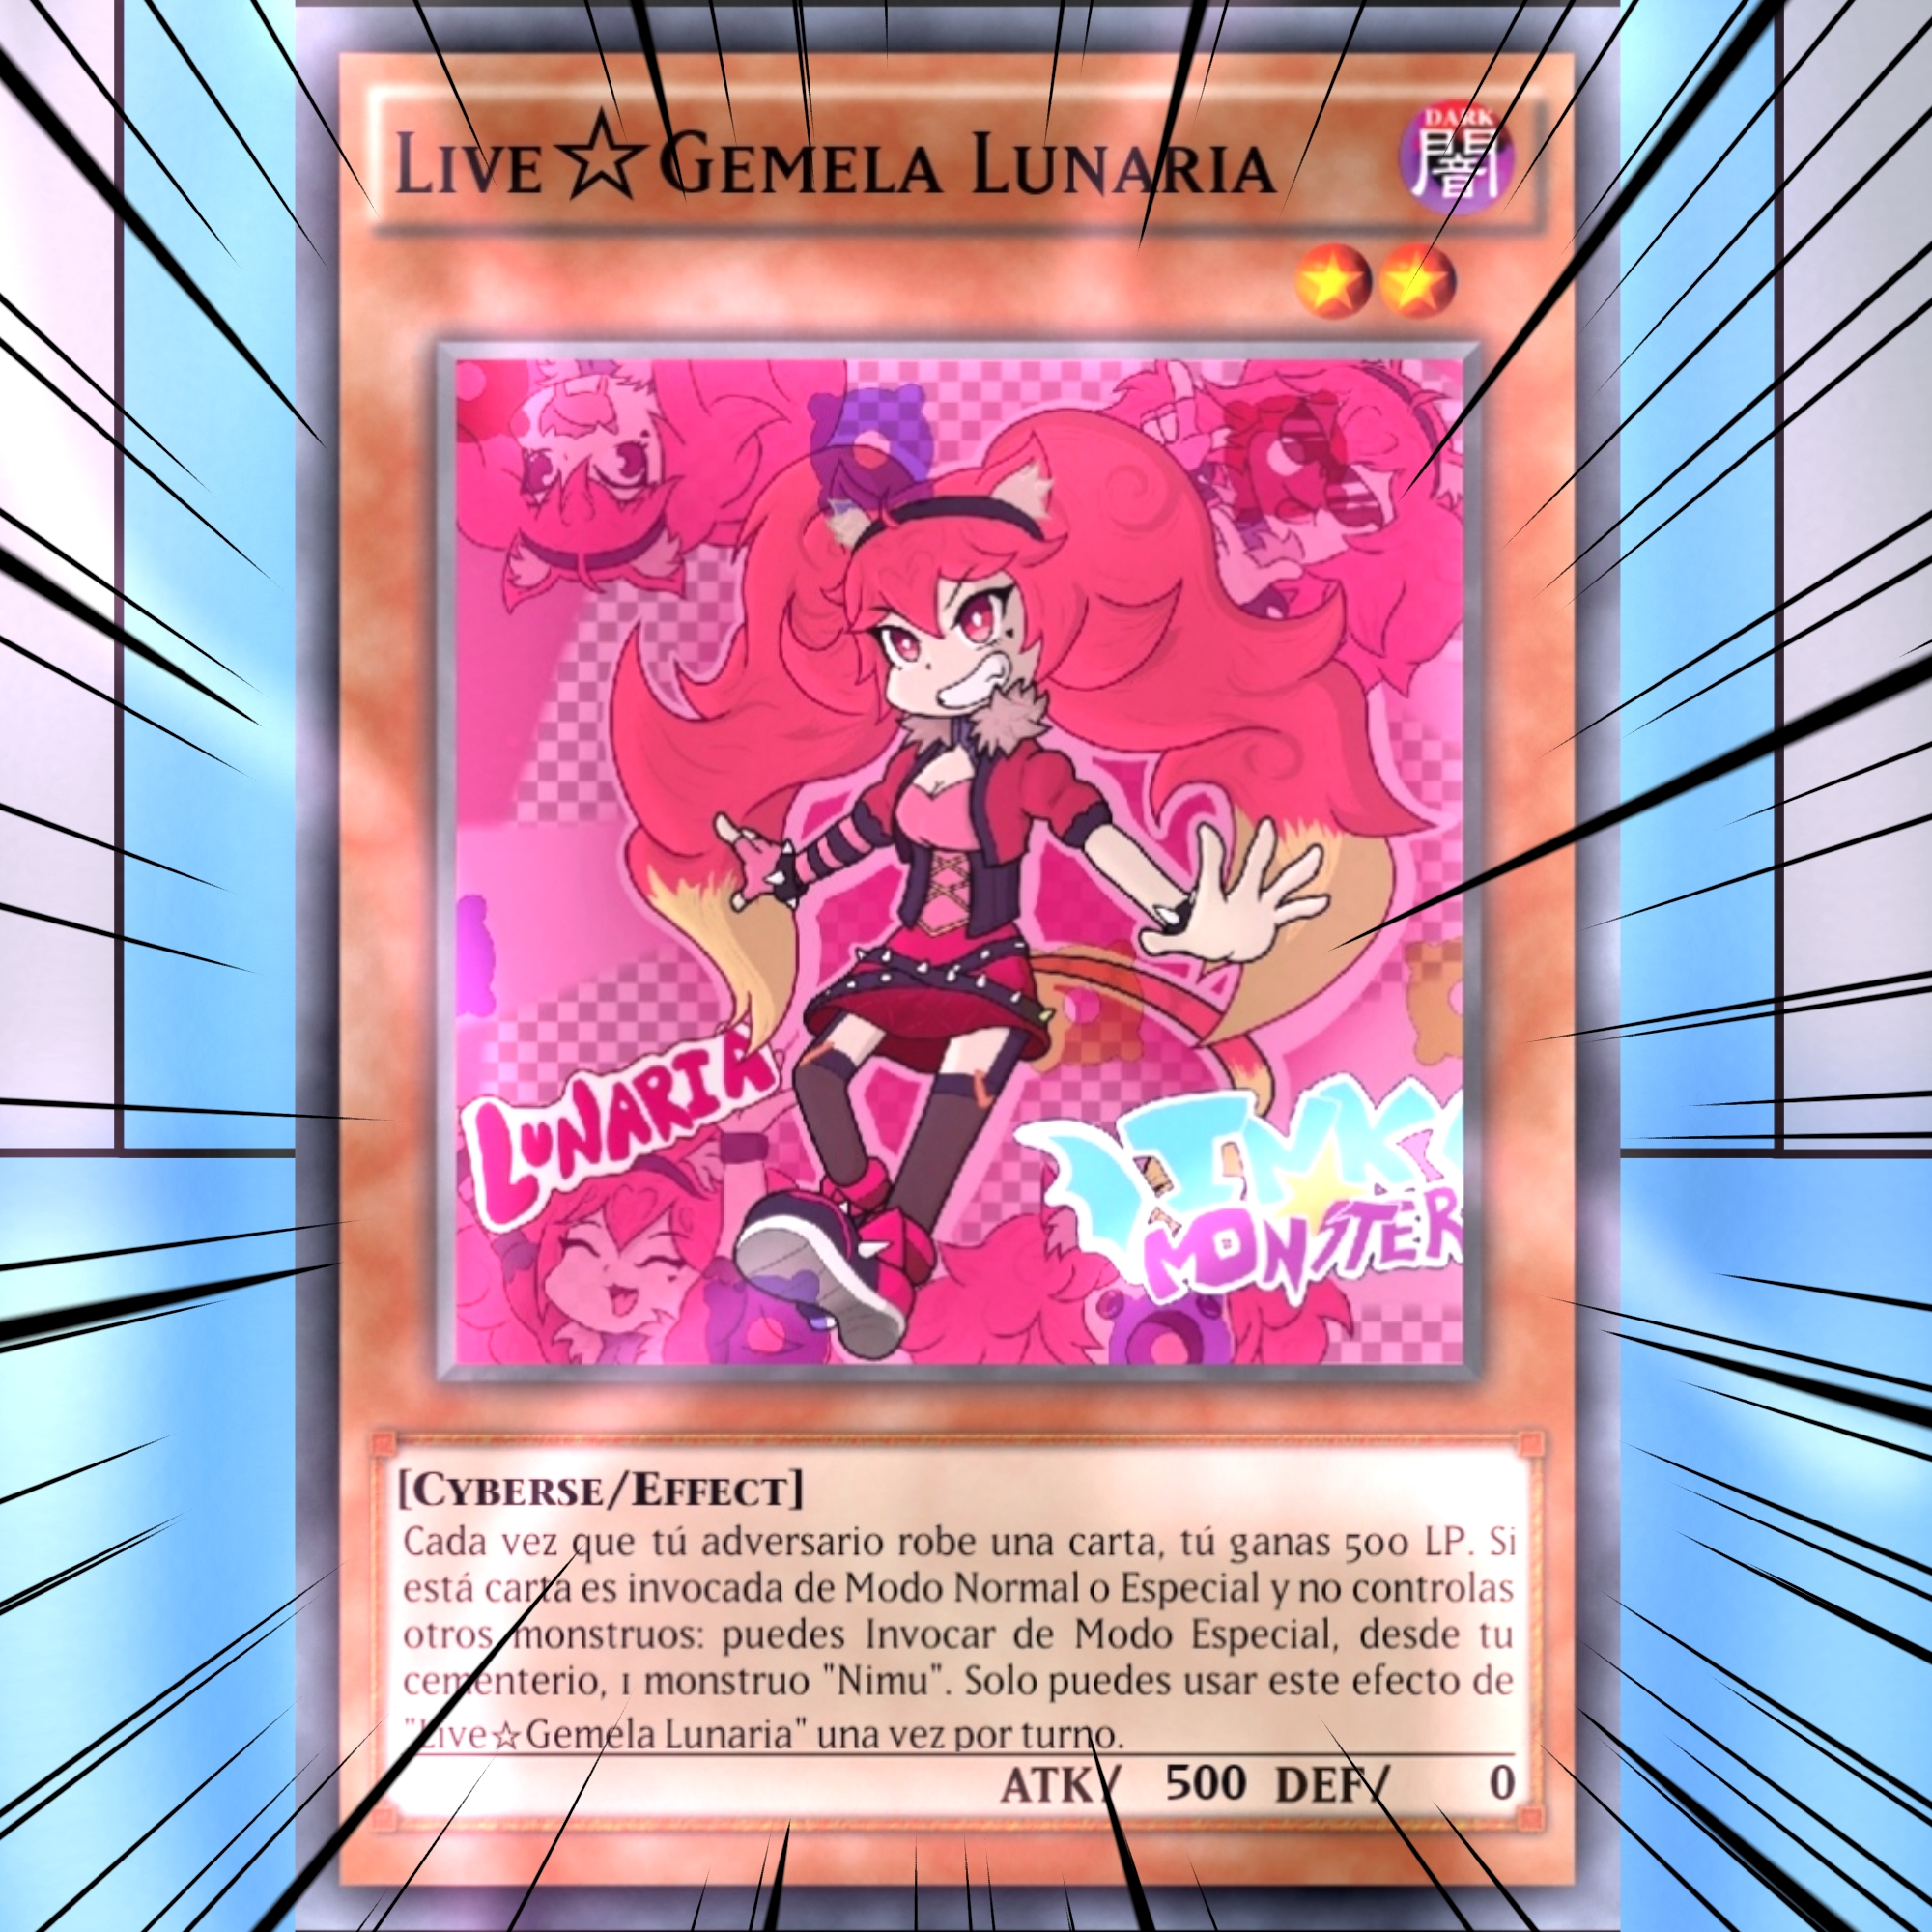 LIVE☆GEMELA LUNARIA
DARK
闇
LUNARIA
INK
MONSTER
[CYBERSE/EFFECT]
Cada vez que tú adversario robe una carta, tú ganas 500 LP. Si
está carta es invocada de Modo Normal o Especial y no controlas
otros monstruos: puedes Invocar de Modo Especial, desde tu
cementerio, 1 monstruo "Nimu". Solo puedes usar este efecto de
"Live☆Gemela Lunaria" una vez por turno.
ATK/ 500 DEF/ 0